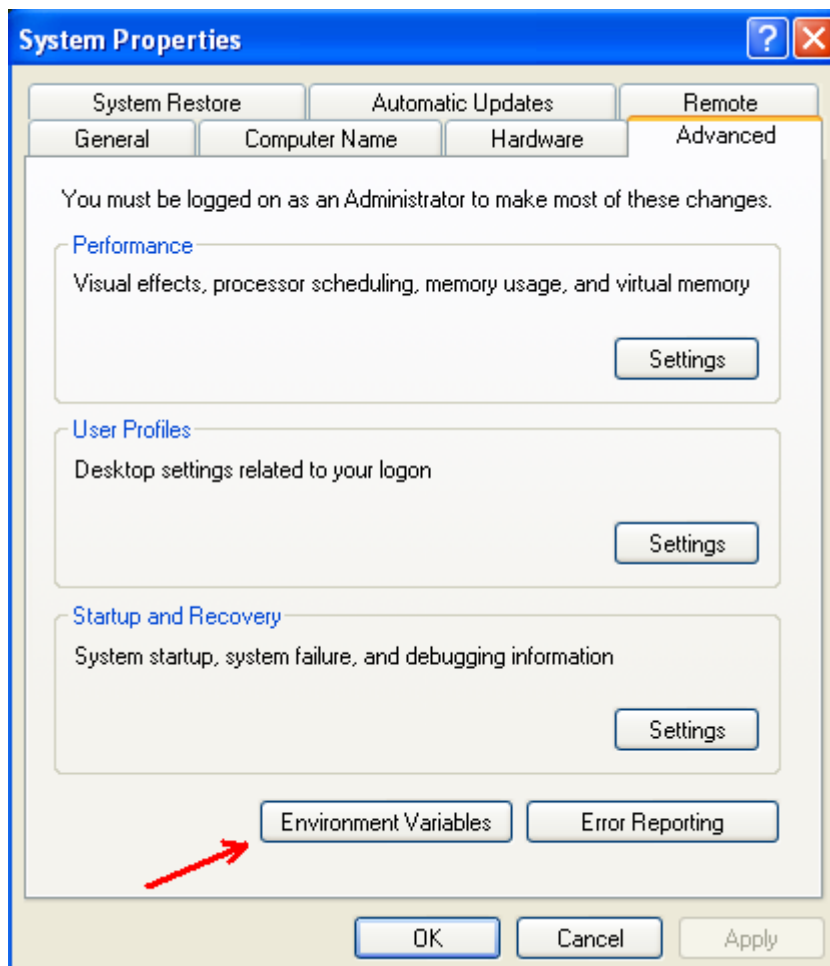 System Properties
?
System Restore
Automatic Updates
Remote
General
Computer Name
Hardware
Advanced
You must be logged on as an Administrator to make most of these changes.
Performance
Visual effects, processor scheduling, memory usage, and virtual memory
Settings
User Profiles
Desktop settings related to your logon
Settings
Startup and Recovery
System startup, system failure, and debugging information
Settings
Environment Variables
Error Reporting
OK
Cancel
Apply